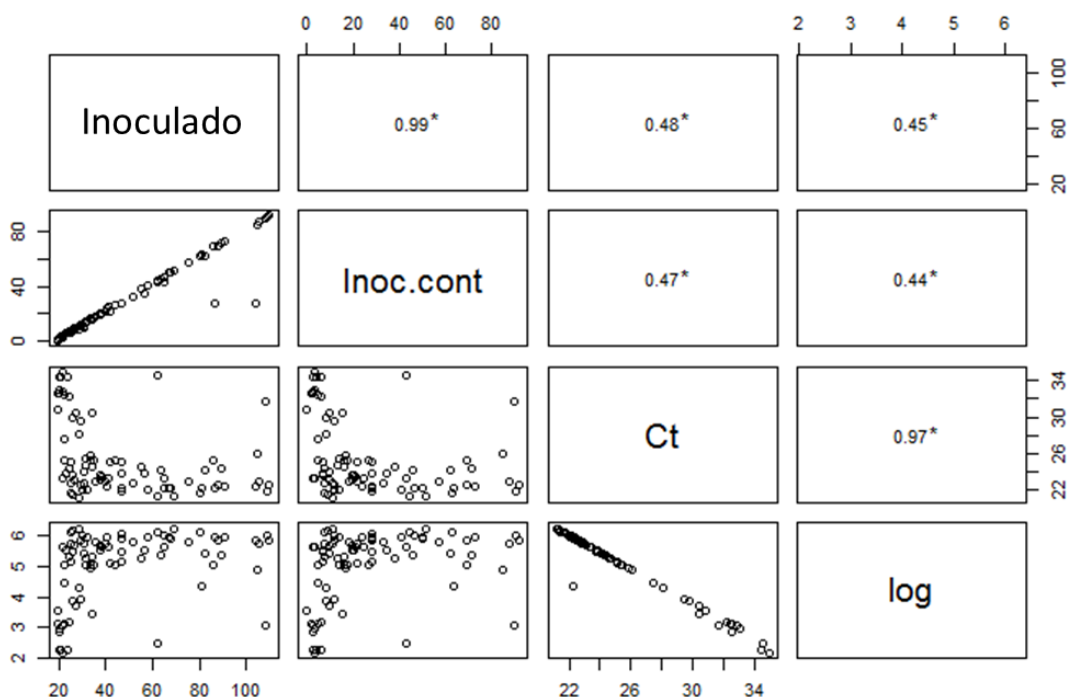 0 20 40 60 80 2 3 4 5 6
Inoculado 0.99* 0.48* 0.45* 20 60 100
0 40 80 Inoc.cont 0.47* 0.44*
Ct 0.97* 22 26 30 34
2 3 4 5 6 log
20 40 60 80 100 22 26 30 34